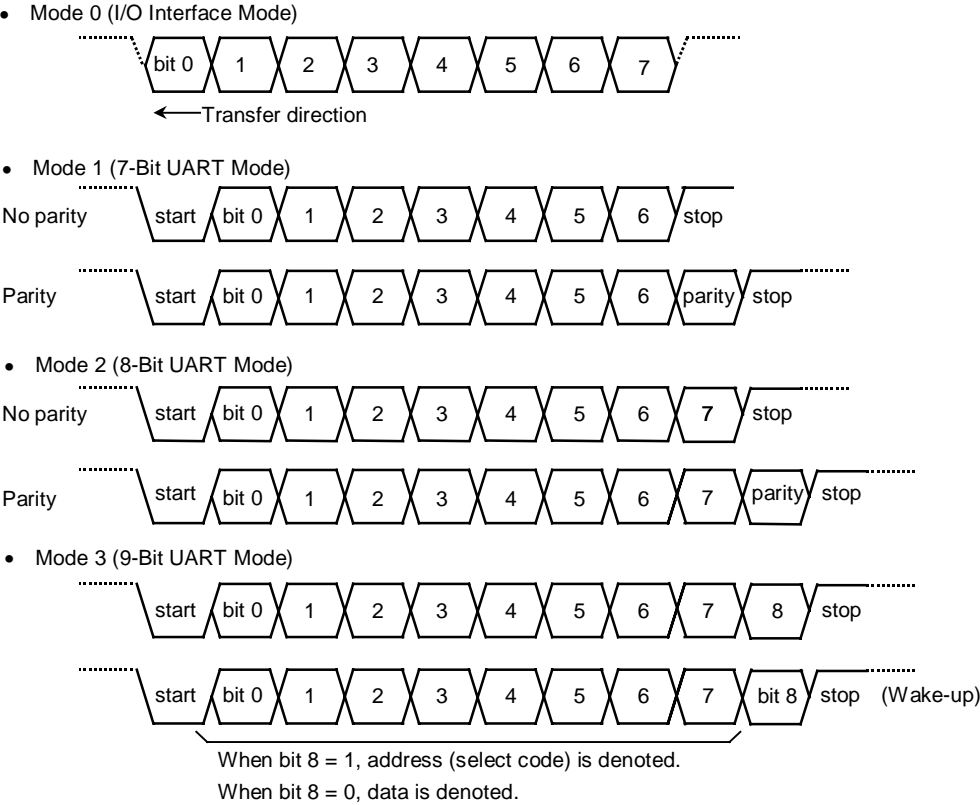 • Mode 0 (I/O Interface Mode)
bit 0 1 2 3 4 5 6 7
Transfer direction
• Mode 1 (7-Bit UART Mode)
No parity start bit 0 1 2 3 4 5 6 stop
Parity start bit 0 1 2 3 4 5 6 parity stop
• Mode 2 (8-Bit UART Mode)
No parity start bit 0 1 2 3 4 5 6 7 stop
Parity start bit 0 1 2 3 4 5 6 7 parity stop
• Mode 3 (9-Bit UART Mode)
start bit 0 1 2 3 4 5 6 7 8 stop
start bit 0 1 2 3 4 5 6 7 bit 8 stop (Wake-up)
When bit 8 = 1, address (select code) is denoted.
When bit 8 = 0, data is denoted.